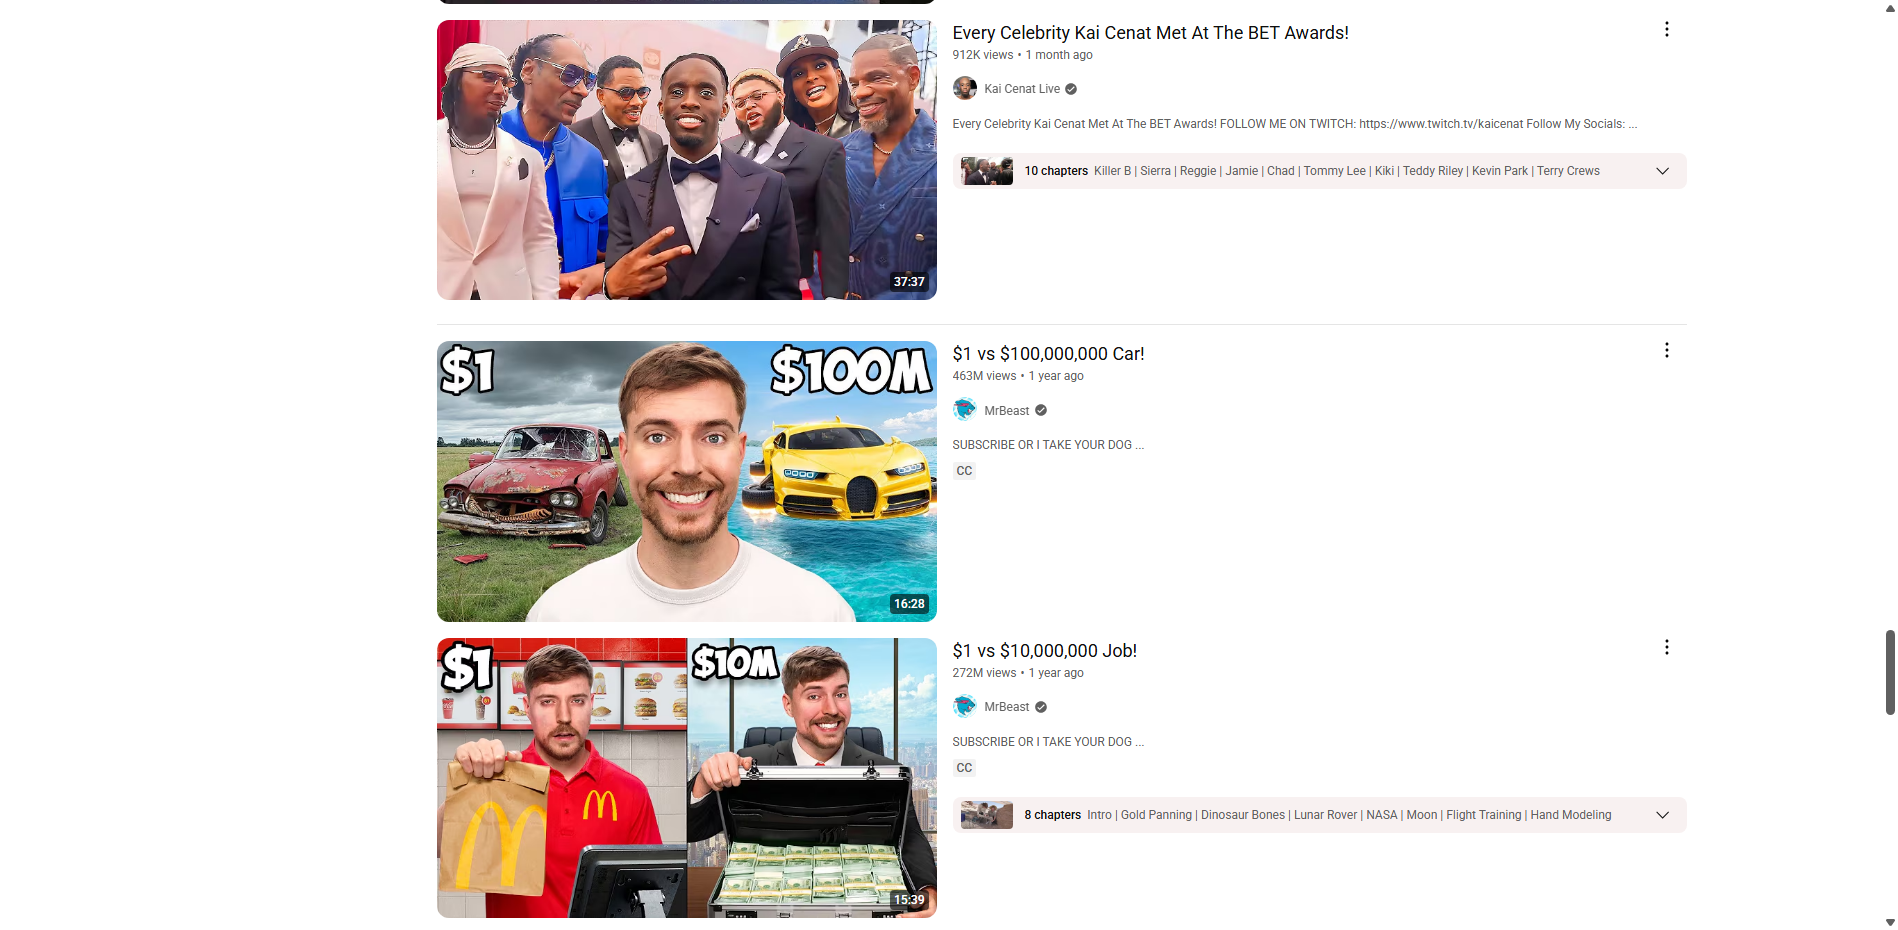 37:37
Every Celebrity Kai Cenat Met At The BET Awards!
912K views • 1 month ago
Kai Cenat Live
Every Celebrity Kai Cenat Met At The BET Awards! FOLLOW ME ON TWITCH: https://www.twitch.tv/kaicenat Follow My Socials: ...
10 chapters Killer B | Sierra | Reggie | Jamie | Chad | Tommy Lee | Kiki | Teddy Riley | Kevin Park | Terry Crews
$1
$100M
16:28
$1 vs $100,000,000 Car!
463M views • 1 year ago
MrBeast
SUBSCRIBE OR I TAKE YOUR DOG ...
CC
$1
$10M
15:39
$1 vs $10,000,000 Job!
272M views • 1 year ago
MrBeast
SUBSCRIBE OR I TAKE YOUR DOG ...
CC
8 chapters Intro | Gold Panning | Dinosaur Bones | Lunar Rover | NASA | Moon | Flight Training | Hand Modeling